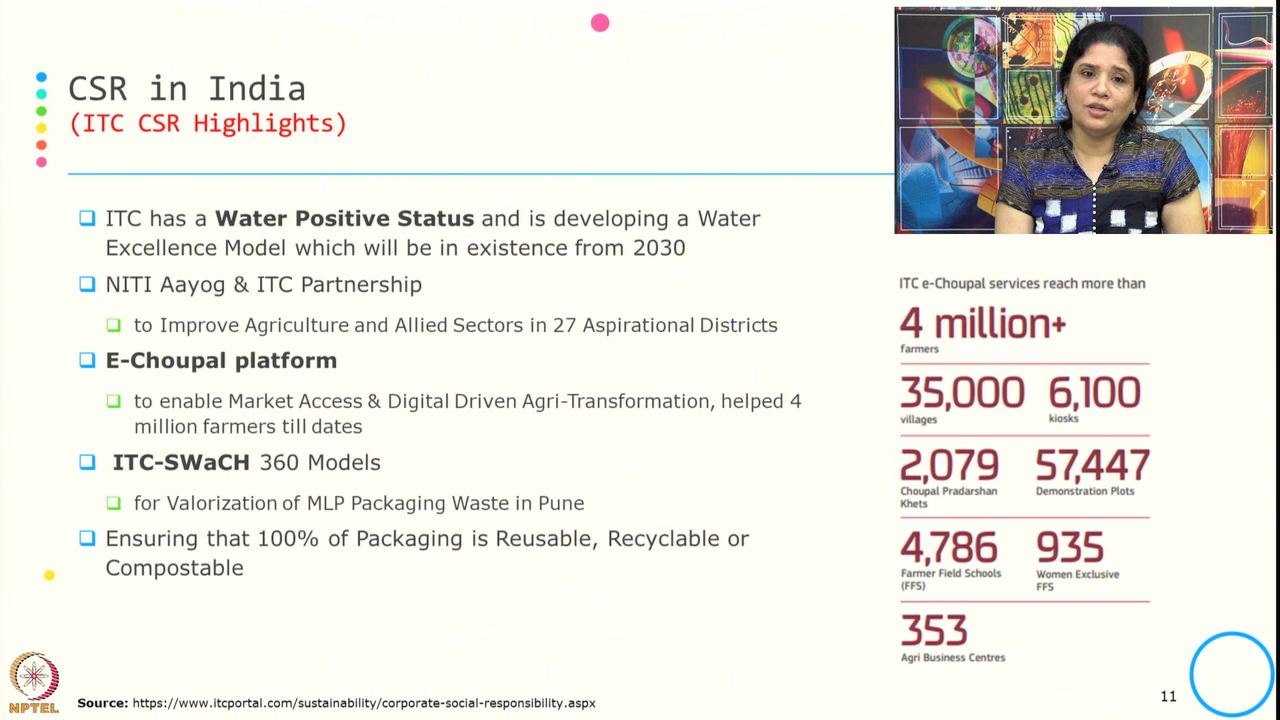 CSR in India
(ITC CSR Highlights)
ITC has a Water Positive Status and is developing a Water
Excellence Model which will be in existence from 2030
NITI Aayog & ITC Partnership
to Improve Agriculture and Allied Sectors in 27 Aspirational Districts
E-Choupal platform
to enable Market Access & Digital Driven Agri-Transformation, helped 4
million farmers till dates
ITC-SWaCH 360 Models
for Valorization of MLP Packaging Waste in Pune
Ensuring that 100% of Packaging is Reusable, Recyclable or
Compostable
ITC e-Choupal services reach more than
4 million+
farmers
35,000 6,100
villages kiosks
2,079 57,447
Choupal Pradarshan Demonstration Plots
Khets
4,786 935
Farmer Field Schools Women Exclusive
(FFS) FFS
353
Agri Business Centres
NPTEL
Source: https://www.itcportal.com/sustainability/corporate-social-responsibility.aspx
11